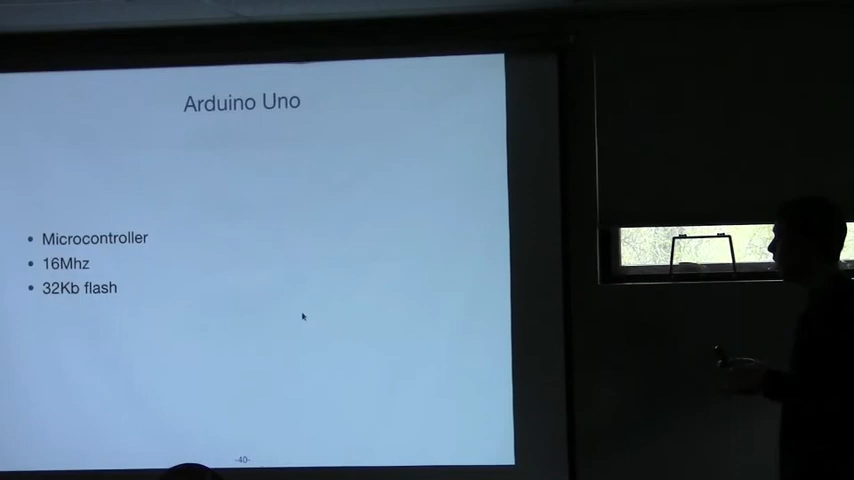 Arduino Uno
• Microcontroller
• 16Mhz
• 32Kb flash
-40-